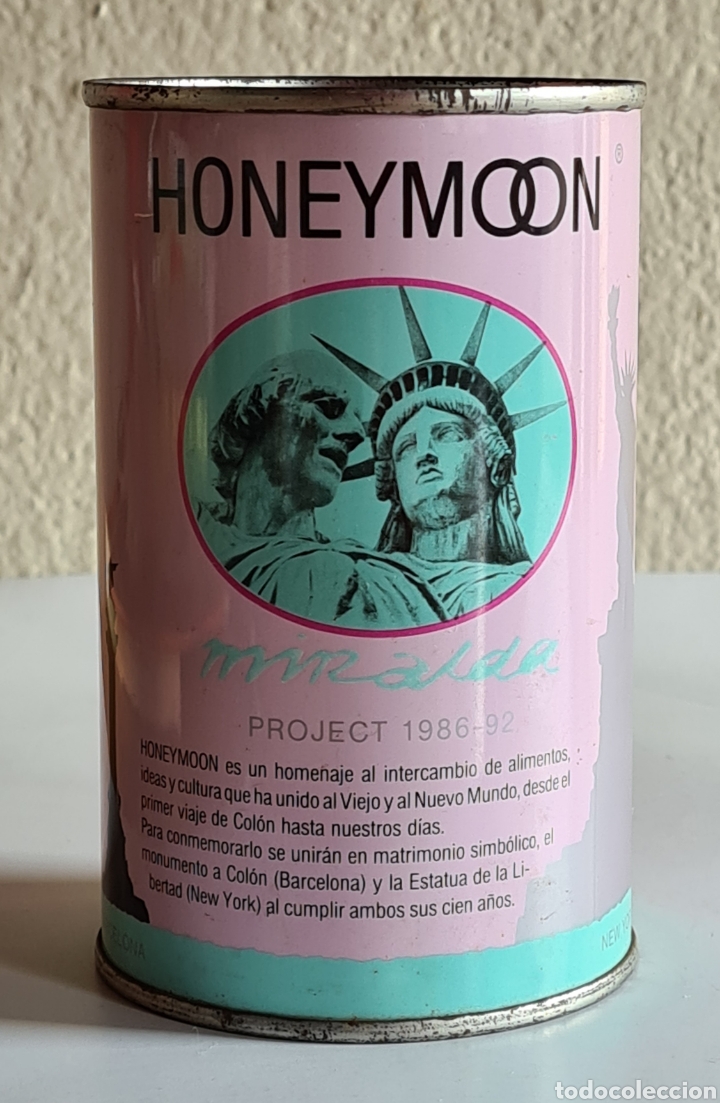 HONEYMOON ®
miralda
PROJECT 1986-92
HONEYMOON es un homenaje al intercambio de alimentos,
ideas y cultura que ha unido al Viejo y al Nuevo Mundo, desde el
primer viaje de Colón hasta nuestros días.
Para conmemorarlo se unirán en matrimonio simbólico, el
monumento a Colón (Barcelona) y la Estatua de la Li-
bertad (New York) al cumplir ambos sus cien años.
ELONA
NEW YO
todocoleccion